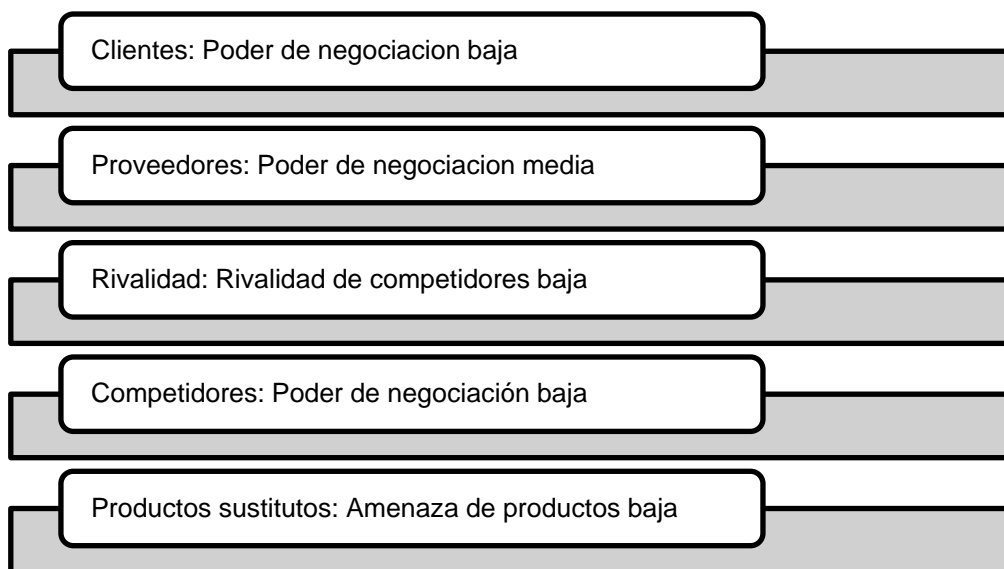 Clientes: Poder de negociacion baja
Proveedores: Poder de negociacion media
Rivalidad: Rivalidad de competidores baja
Competidores: Poder de negociación baja
Productos sustitutos: Amenaza de productos baja